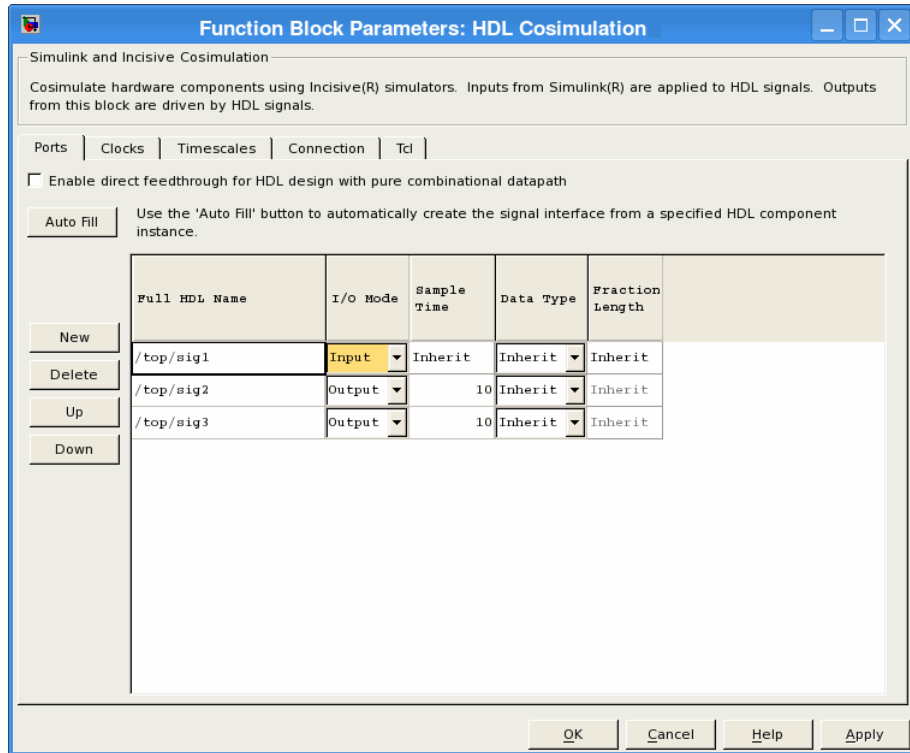 Function Block Parameters: HDL Cosimulation
Simulink and Incisive Cosimulation
Cosimulate hardware components using Incisive(R) simulators. Inputs from Simulink(R) are applied to HDL signals. Outputs
from this block are driven by HDL signals.
Ports Clocks Timescales Connection Tcl
Enable direct feedthrough for HDL design with pure combinational datapath
Auto Fill
Use the 'Auto Fill' button to automatically create the signal interface from a specified HDL component
instance.
Full HDL Name I/O Mode Sample Time Data Type Fraction Length
New
/top/sig1 Input Inherit Inherit Inherit
Delete
/top/sig2 Output 10 Inherit Inherit
Up
/top/sig3 Output 10 Inherit Inherit
Down
OK Cancel Help Apply